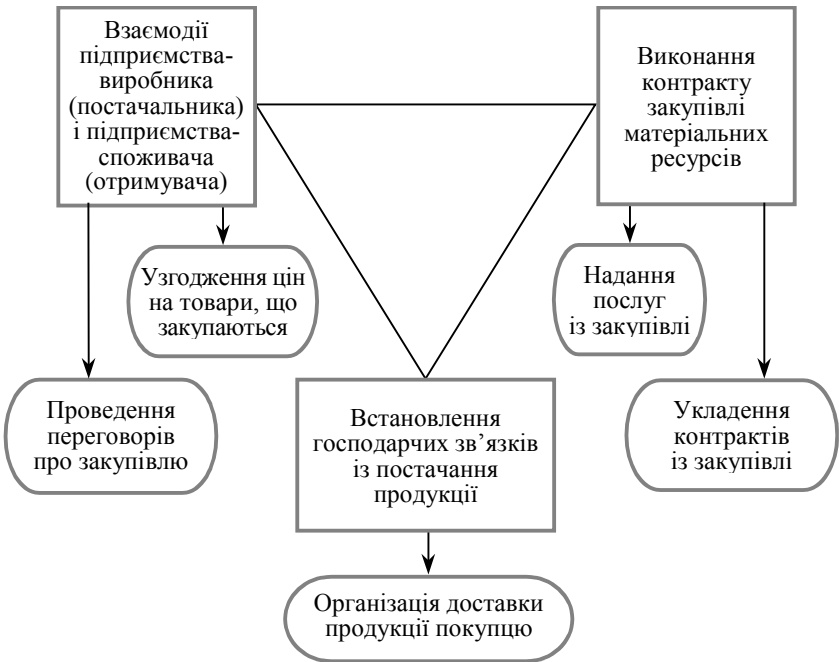 Взаємодії
підприємства-
виробника
(постачальника)
і підприємства-
споживача
(отримувача)
Виконання
контракту
закупівлі
матеріальних
ресурсів
Узгодження цін
на товари, що
закупаються
Надання
послуг
із закупівлі
Проведення
переговорів
про закупівлю
Встановлення
господарчих зв’язків
із постачання
продукції
Укладення
контрактів
із закупівлі
Організація доставки
продукції покупцю